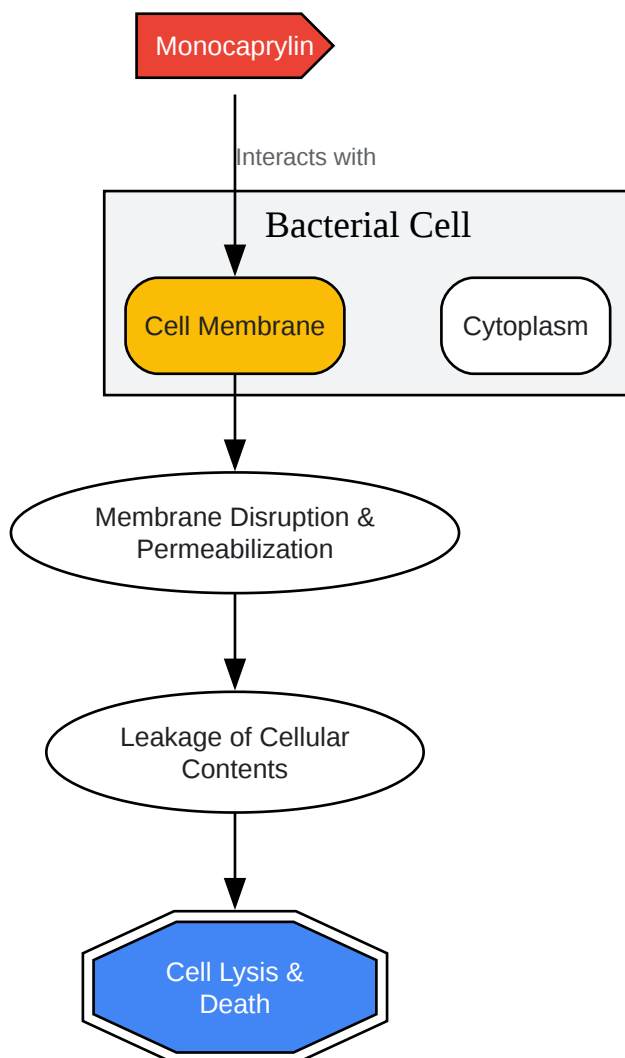 Monocaprylin
Interacts with
Bacterial Cell
Cell Membrane
Cytoplasm
Membrane Disruption &
Permeabilization
Leakage of Cellular
Contents
Cell Lysis &
Death